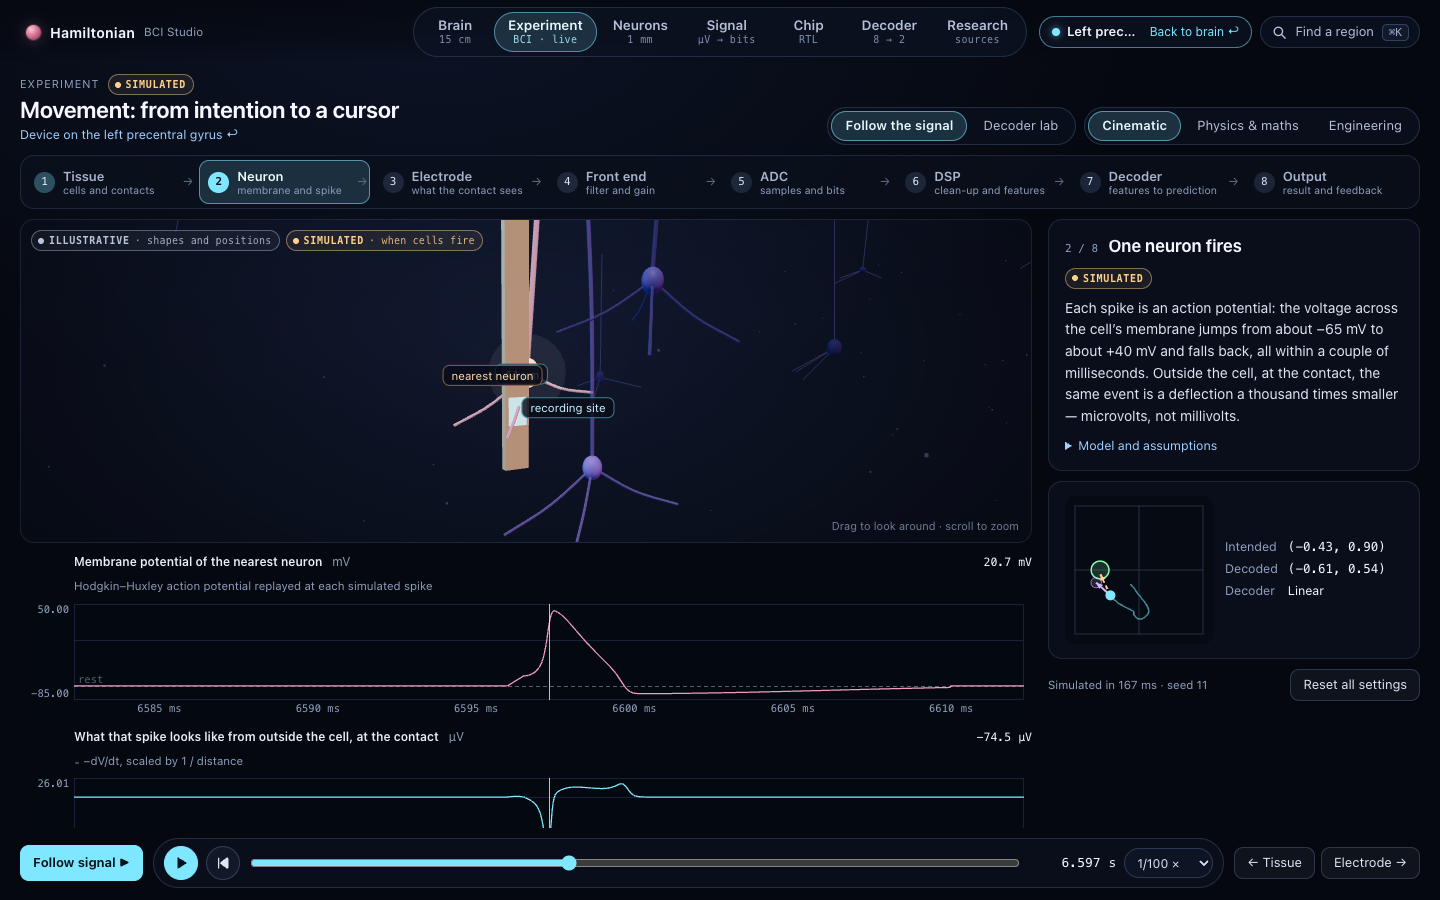 Hamiltonian BCI Studio
Brain
15 cm
Experiment
BCI · live
Neurons
1 mm
Signal
μV → bits
Chip
RTL
Decoder
8 → 2
Research
sources
Left prec... Back to brain ↩
Find a region ⌘K
EXPERIMENT SIMULATED
Movement: from intention to a cursor
Device on the left precentral gyrus ↩
Follow the signal Decoder lab
Cinematic Physics & maths Engineering
1 Tissue
cells and contacts →
2 Neuron
membrane and spike →
3 Electrode
what the contact sees →
4 Front end
filter and gain →
5 ADC
samples and bits →
6 DSP
clean-up and features →
7 Decoder
features to prediction →
8 Output
result and feedback
ILLUSTRATIVE · shapes and positions
SIMULATED · when cells fire
nearest neuron
recording site
Drag to look around · scroll to zoom
2 / 8 One neuron fires
SIMULATED
Each spike is an action potential: the voltage across
the cell’s membrane jumps from about −65 mV to
about +40 mV and falls back, all within a couple of
milliseconds. Outside the cell, at the contact, the
same event is a deflection a thousand times smaller
— microvolts, not millivolts.
Model and assumptions
Intended (−0.43, 0.90)
Decoded (−0.61, 0.54)
Decoder Linear
Simulated in 167 ms · seed 11
Reset all settings
Membrane potential of the nearest neuron mV 20.7 mV
Hodgkin–Huxley action potential replayed at each simulated spike
50.00
rest
−85.00
6585 ms 6590 ms 6595 ms 6600 ms 6605 ms 6610 ms
What that spike looks like from outside the cell, at the contact μV −74.5 μV
- −dV/dt, scaled by 1 / distance
26.01
Follow signal
6.597 s
1/100 ×
← Tissue
Electrode →